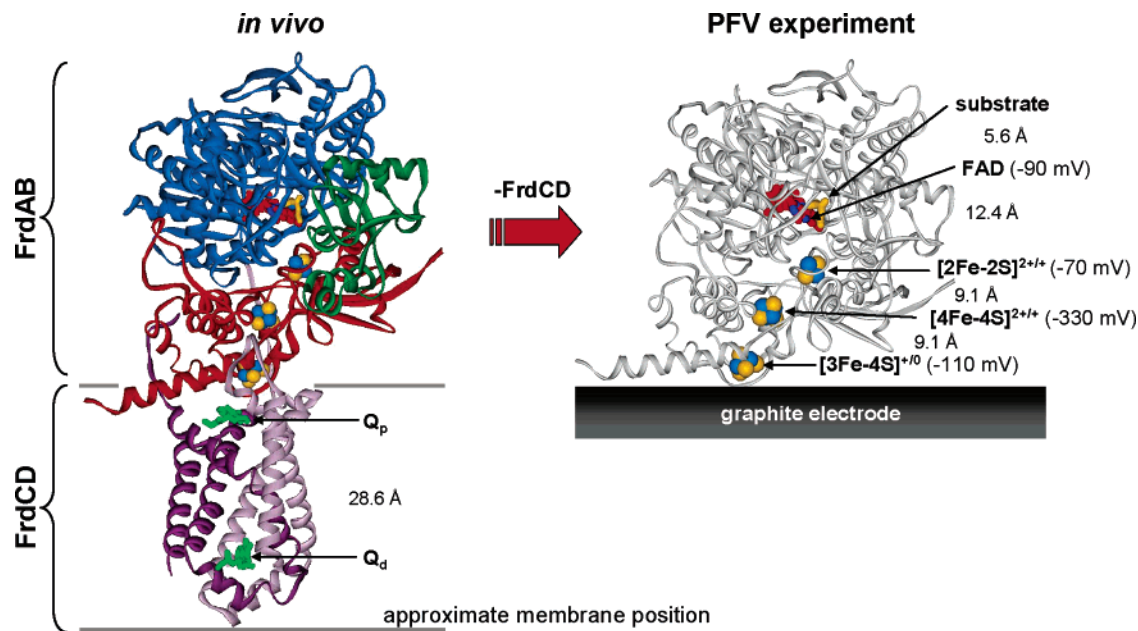 in vivo
PFV experiment
FrdAB
-FrdCD
substrate
5.6 Å
FAD (-90 mV)
12.4 Å
[2Fe-2S]²⁺/⁺ (-70 mV)
9.1 Å
[4Fe-4S]²⁺/⁺ (-330 mV)
9.1 Å
[3Fe-4S]⁺/⁰ (-110 mV)
graphite electrode
FrdCD
Qp
28.6 Å
Qd
approximate membrane position